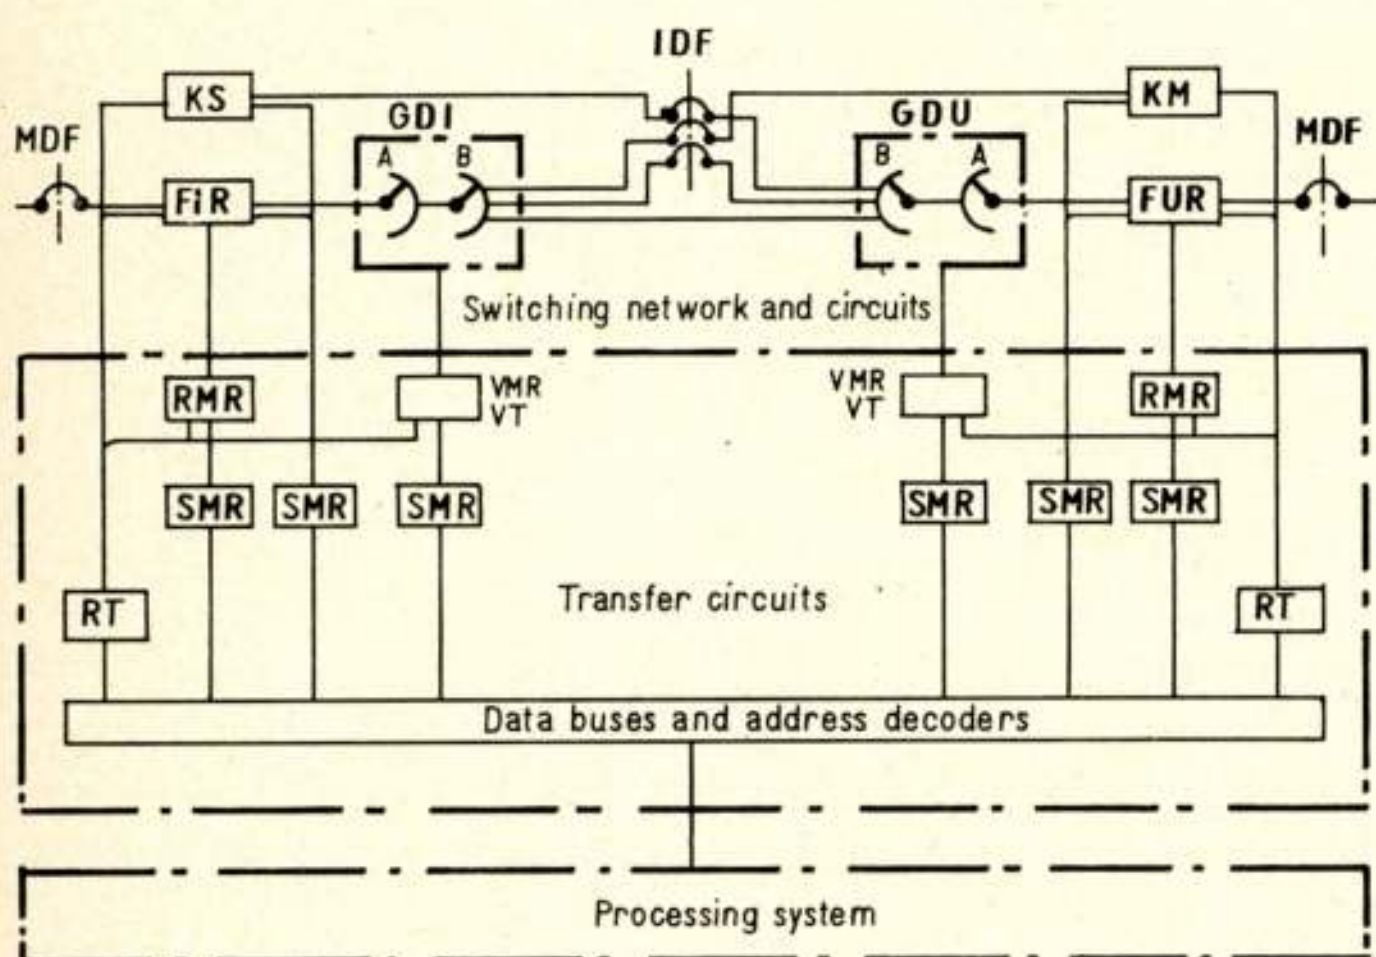 IDF
KS
KM
MDF
GDI
GDU
MDF
A B
B A
FiR
FUR
Switching network and circuits
RMR
VMR
VT
VMR
VT
RMR
SMR SMR SMR
SMR SMR SMR
RT
Transfer circuits
RT
Data buses and address decoders
Processing system